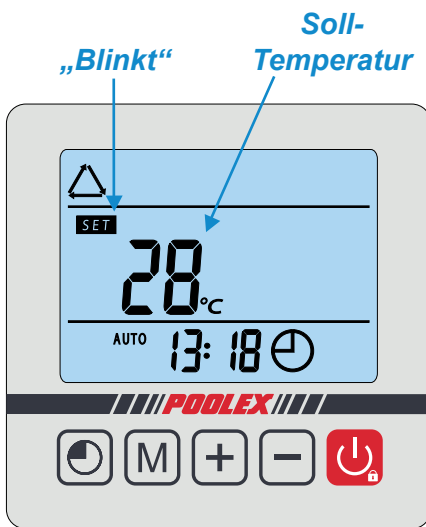 Soll-
„Blinkt“ Temperatur
SET
28°C
AUTO 13:18
POOLEX
M + -